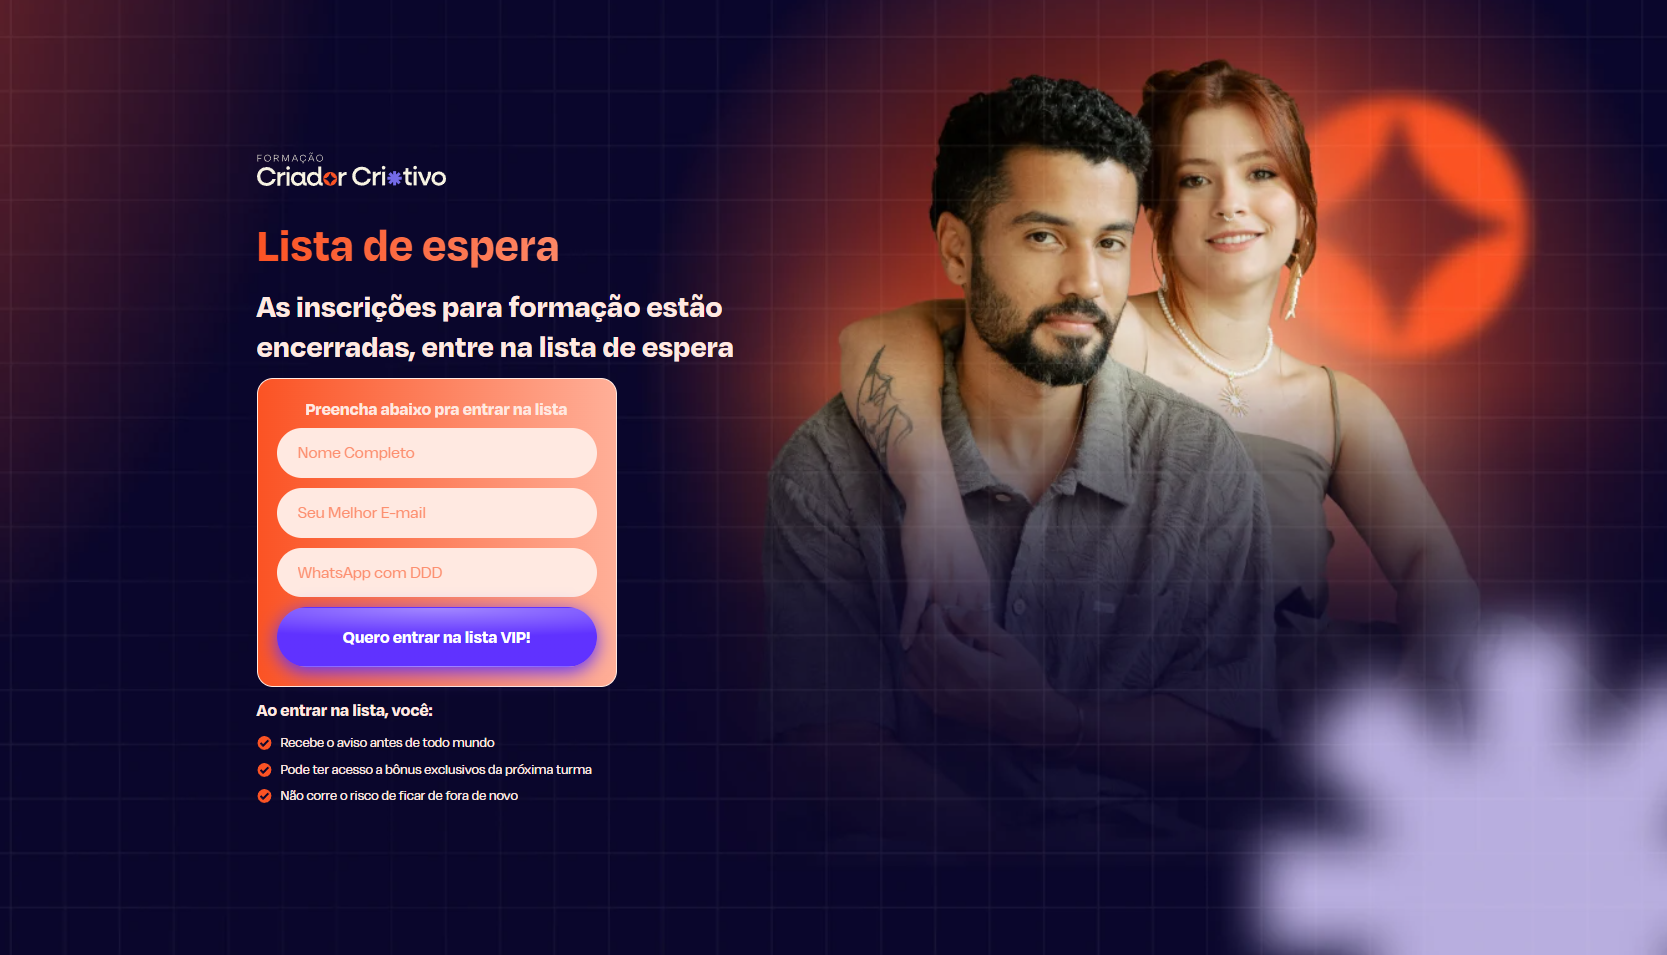 FORMAÇÃO
Criador Criativo
Lista de espera
As inscrições para formação estão
encerradas, entre na lista de espera
Preencha abaixo pra entrar na lista
Nome Completo
Seu Melhor E-mail
WhatsApp com DDD
Quero entrar na lista VIP!
Ao entrar na lista, você:
Recebe o aviso antes de todo mundo
Pode ter acesso a bônus exclusivos da próxima turma
Não corre o risco de ficar de fora de novo